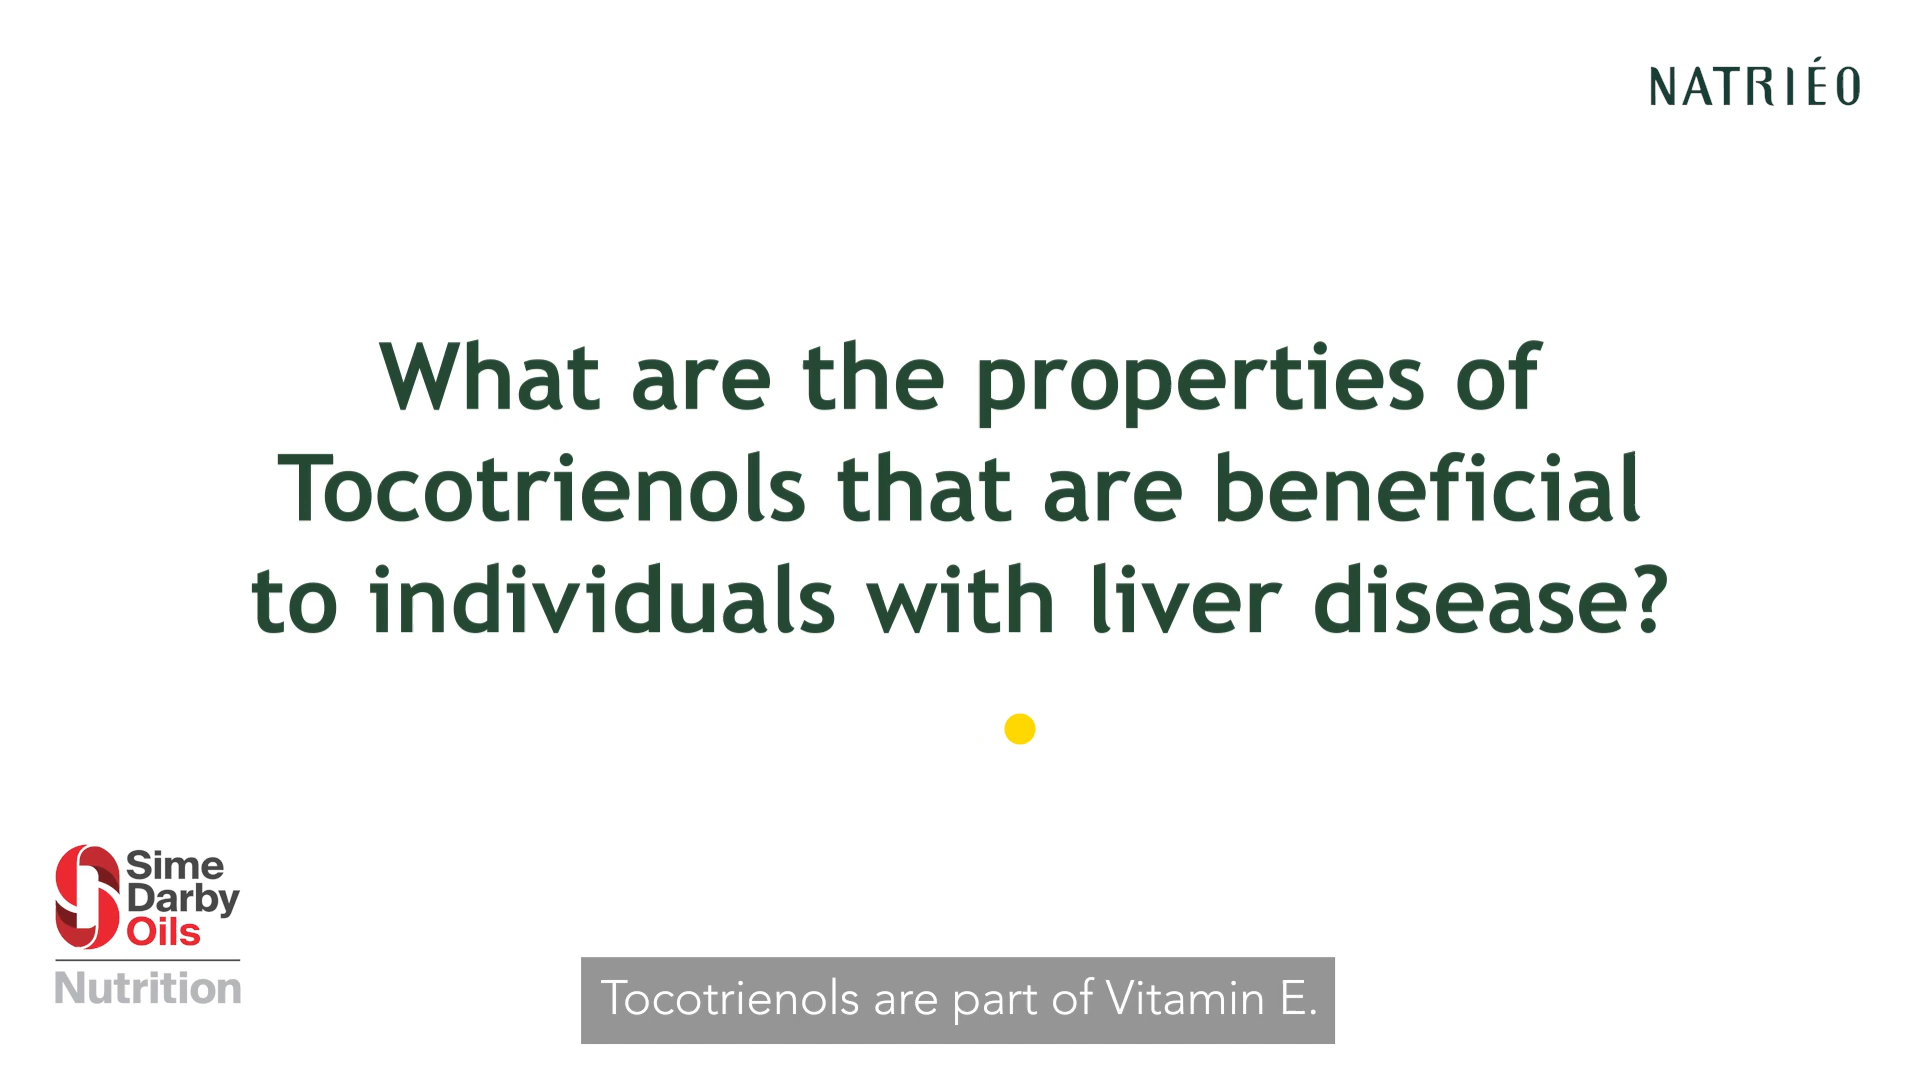 NATRIÉO
What are the properties of
Tocotrienols that are beneficial
to individuals with liver disease?
Sime
Darby
Oils
Nutrition
Tocotrienols are part of Vitamin E.